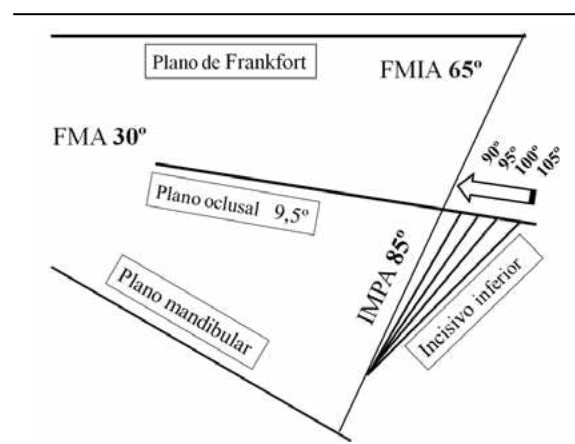 Plano de Frankfort
FMIA 65º
FMA 30º
90º
95º
100º
105º
Plano oclusal 9,5º
IMPA 85º
Plano mandibular
Incisivo inferior